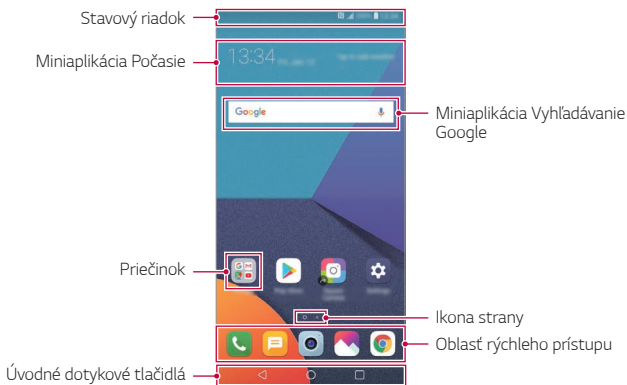 Stavový riadok
Miniaplikácia Počasie
13:34
Google
Miniaplikácia Vyhľadávanie
Google
Priečinok
Ikona strany
Oblasť rýchleho prístupu
Úvodné dotykové tlačidlá